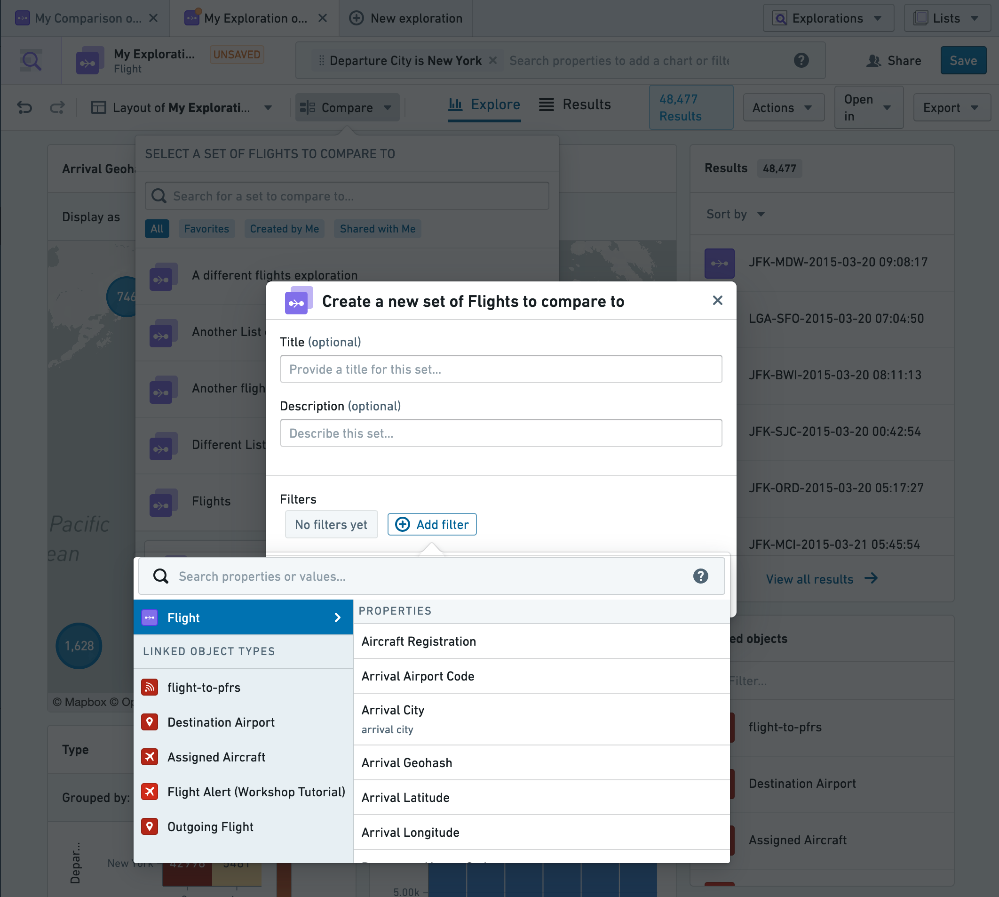 My Comparison o...
My Exploration o...
New exploration
Explorations
Lists
My Explorati...
UNSAVED
Flight
Departure City is New York
Search properties to add a chart or filte
Share
Save
Layout of My Explorati...
Compare
Explore
Results
48,477
Results
Actions
Open
in
Export
SELECT A SET OF FLIGHTS TO COMPARE TO
Search for a set to compare to...
All
Favorites
Created by Me
Shared with Me
A different flights exploration
Another List
Another fligh
Different List
Flights
Arrival Geoh
Display as
746
Pacific
ean
1,628
© Mapbox © Op
Results 48,477
Sort by
JFK-MDW-2015-03-20 09:08:17
LGA-SFO-2015-03-20 07:04:50
JFK-BWI-2015-03-20 08:11:13
JFK-SJC-2015-03-20 00:42:54
JFK-ORD-2015-03-20 05:17:27
JFK-MCI-2015-03-21 05:45:54
View all results
Create a new set of Flights to compare to
Title (optional)
Provide a title for this set...
Description (optional)
Describe this set...
Filters
No filters yet
Add filter
Search properties or values...
Flight
LINKED OBJECT TYPES
flight-to-pfrs
Destination Airport
Assigned Aircraft
Flight Alert (Workshop Tutorial)
Outgoing Flight
PROPERTIES
Aircraft Registration
Arrival Airport Code
Arrival City
arrival city
Arrival Geohash
Arrival Latitude
Arrival Longitude
ed objects
Filter...
flight-to-pfrs
Destination Airport
Assigned Aircraft
Type
Grouped by:
Depar...
New York
5.00k